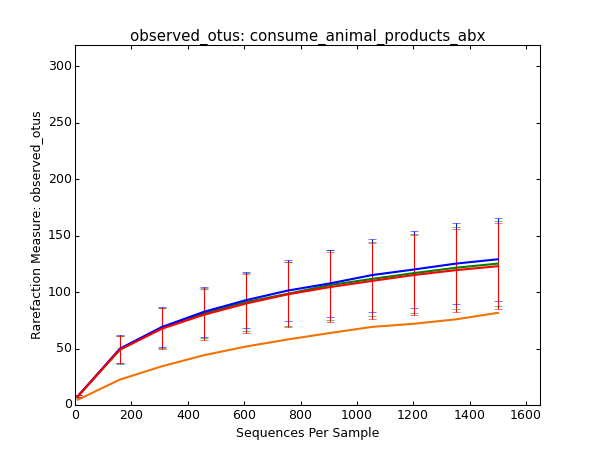 observed_otus: consume_animal_products_abx
300
250
200
150
100
50
0
Rarefaction Measure: observed_otus
0 200 400 600 800 1000 1200 1400 1600
Sequences Per Sample